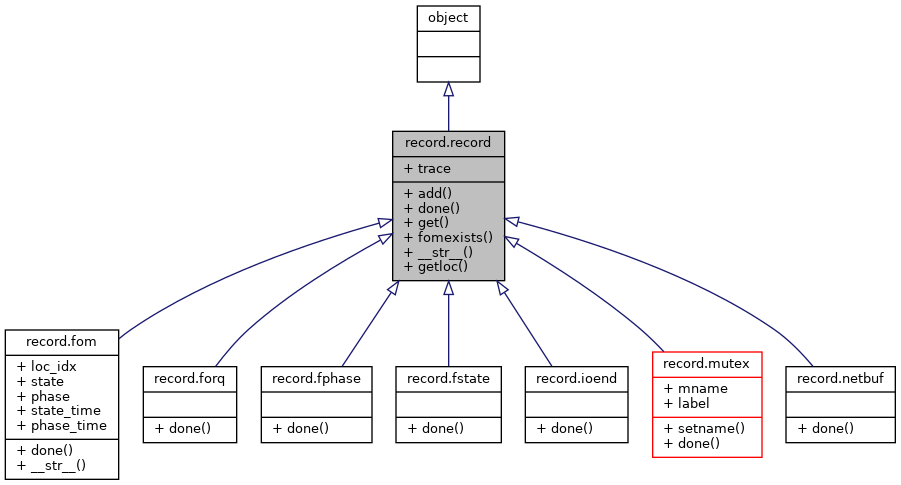 object
record.record
+ trace
+ add()
+ done()
+ get()
+ fomexists()
+ __str__()
+ getloc()
record.fom
+ loc_idx
+ state
+ phase
+ state_time
+ phase_time
+ done()
+ __str__()
record.forq
+ done()
record.fphase
+ done()
record.fstate
+ done()
record.ioend
+ done()
record.mutex
+ mname
+ label
+ setname()
+ done()
record.netbuf
+ done()